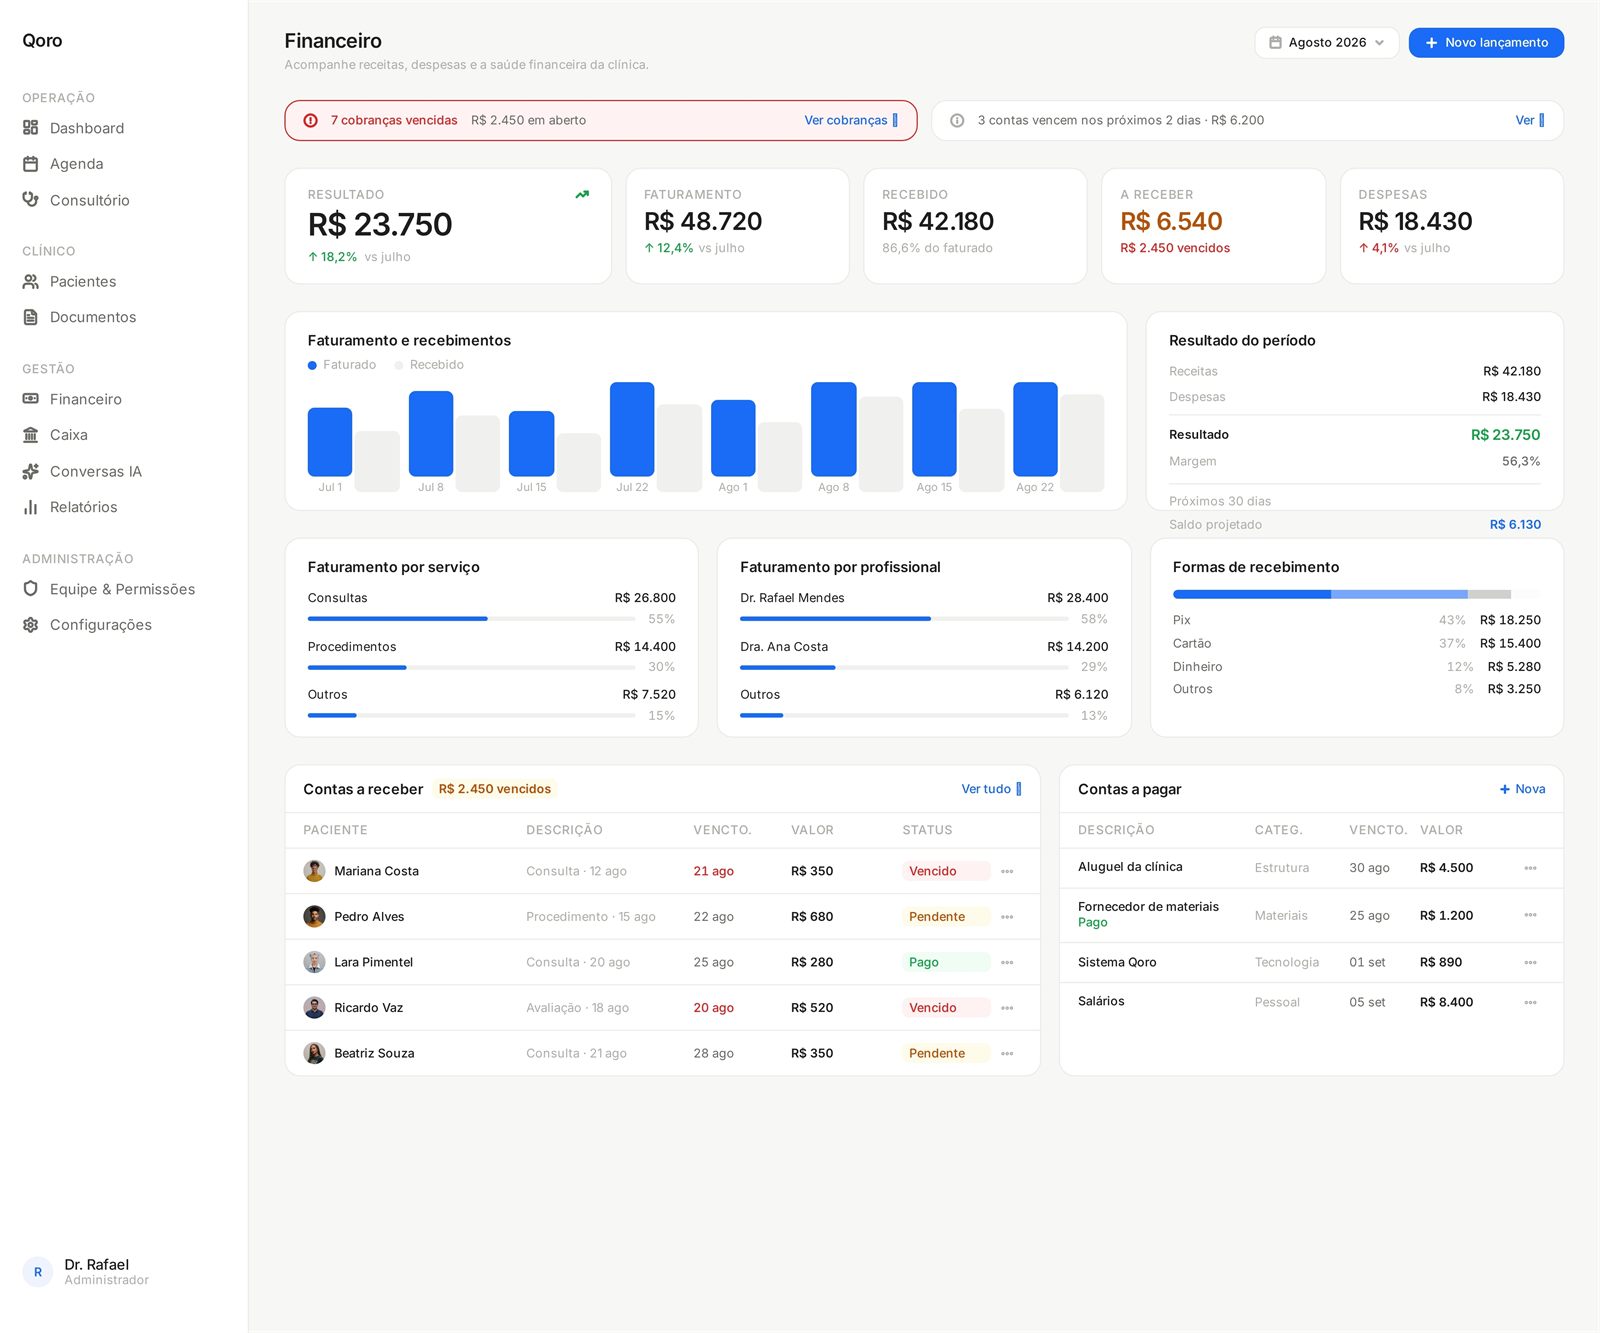 Qoro
OPERAÇÃO
Dashboard
Agenda
Consultório
CLÍNICO
Pacientes
Documentos
GESTÃO
Financeiro
Caixa
Conversas IA
Relatórios
ADMINISTRAÇÃO
Equipe & Permissões
Configurações
R
Dr. Rafael
Administrador
Financeiro
Acompanhe receitas, despesas e a saúde financeira da clínica.
Agosto 2026
+ Novo lançamento
7 cobranças vencidas R$ 2.450 em aberto Ver cobranças
3 contas vencem nos próximos 2 dias · R$ 6.200 Ver
RESULTADO
R$ 23.750
↑ 18,2% vs julho
FATURAMENTO
R$ 48.720
↑ 12,4% vs julho
RECEBIDO
R$ 42.180
86,6% do faturado
A RECEBER
R$ 6.540
R$ 2.450 vencidos
DESPESAS
R$ 18.430
↑ 4,1% vs julho
Faturamento e recebimentos
Faturado Recebido
Jul 1 Jul 8 Jul 15 Jul 22 Ago 1 Ago 8 Ago 15 Ago 22
Resultado do período
Receitas R$ 42.180
Despesas R$ 18.430
Resultado R$ 23.750
Margem 56,3%
Próximos 30 dias
Saldo projetado R$ 6.130
Faturamento por serviço
Consultas R$ 26.800
55%
Procedimentos R$ 14.400
30%
Outros R$ 7.520
15%
Faturamento por profissional
Dr. Rafael Mendes R$ 28.400
58%
Dra. Ana Costa R$ 14.200
29%
Outros R$ 6.120
13%
Formas de recebimento
Pix 43% R$ 18.250
Cartão 37% R$ 15.400
Dinheiro 12% R$ 5.280
Outros 8% R$ 3.250
Contas a receber R$ 2.450 vencidos Ver tudo
PACIENTE DESCRIÇÃO VENCTO. VALOR STATUS
Mariana Costa Consulta · 12 ago 21 ago R$ 350 Vencido
Pedro Alves Procedimento · 15 ago 22 ago R$ 680 Pendente
Lara Pimentel Consulta · 20 ago 25 ago R$ 280 Pago
Ricardo Vaz Avaliação · 18 ago 20 ago R$ 520 Vencido
Beatriz Souza Consulta · 21 ago 28 ago R$ 350 Pendente
Contas a pagar + Nova
DESCRIÇÃO CATEG. VENCTO. VALOR
Aluguel da clínica Estrutura 30 ago R$ 4.500
Fornecedor de materiais Materiais 25 ago R$ 1.200
Pago
Sistema Qoro Tecnologia 01 set R$ 890
Salários Pessoal 05 set R$ 8.400